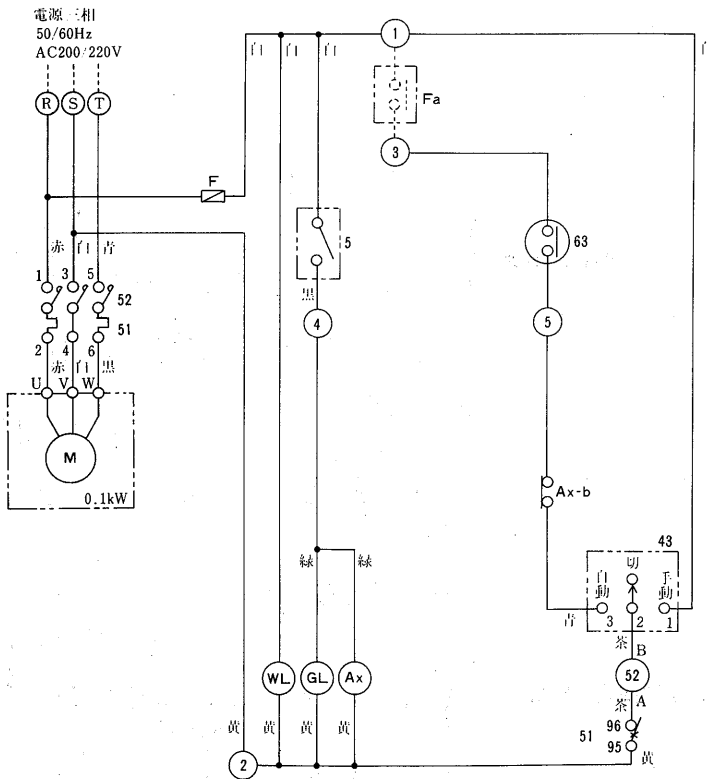 電源 三相
50/60Hz
AC200/220V
R S T
F
白 白 白
1
Fa
3
赤 白 青
1 3 5
52
51
2 4 6
赤 白 黒
U V W
M
0.1kW
5
黒
4
63
5
Ax-b
緑 緑
43
切
自動
手動
3 2 1
青
茶
B
WL GL Ax
52
茶 A
96
51
95
黄 黄 黄 黄 黄
2